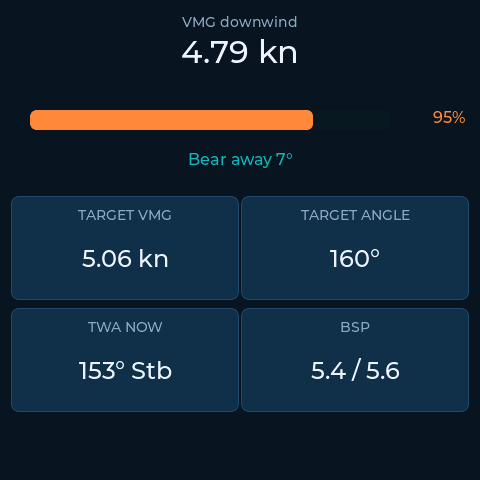 VMG downwind
4.79 kn
95%
Bear away 7°
TARGET VMG
5.06 kn
TARGET ANGLE
160°
TWA NOW
153° Stb
BSP
5.4 / 5.6